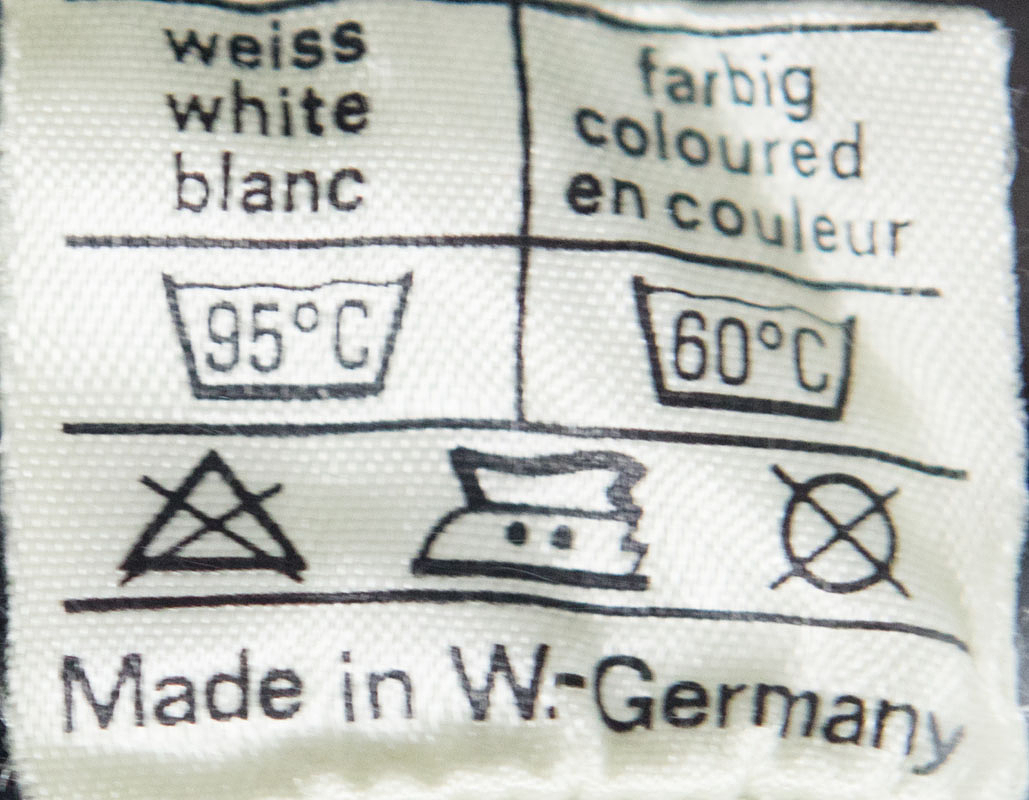 weiss
white
blanc
farbig
coloured
en couleur
95°C
60°C
Made in W.-Germany